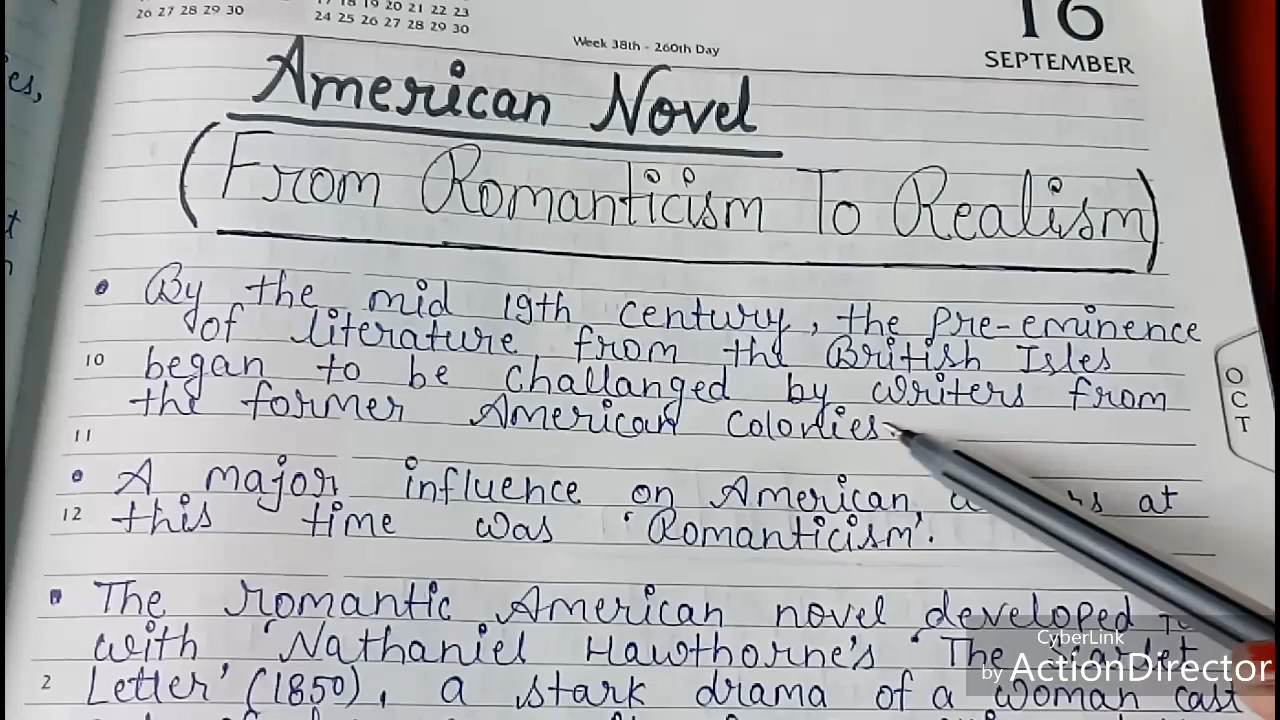 26 27 28 29 30
17 18 19 20 21 22 23
24 25 26 27 28 29 30
Week 38th - 260th Day
16
SEPTEMBER
American Novel
(From Romanticism To Realism)
• By the mid 19th century, the pre-eminence
of literature from the British Isles
10 began to be challanged by writers from
the former American colonies.
11
• A major influence on American, at
12 this time was 'Romanticism'.
• The romantic American novel developed
with 'Nathaniel Hawthorne's 'The Scarlet
2 Letter' (1850), a stark drama of a woman cast
OCT
es,
t
CyberLink
by ActionDirector